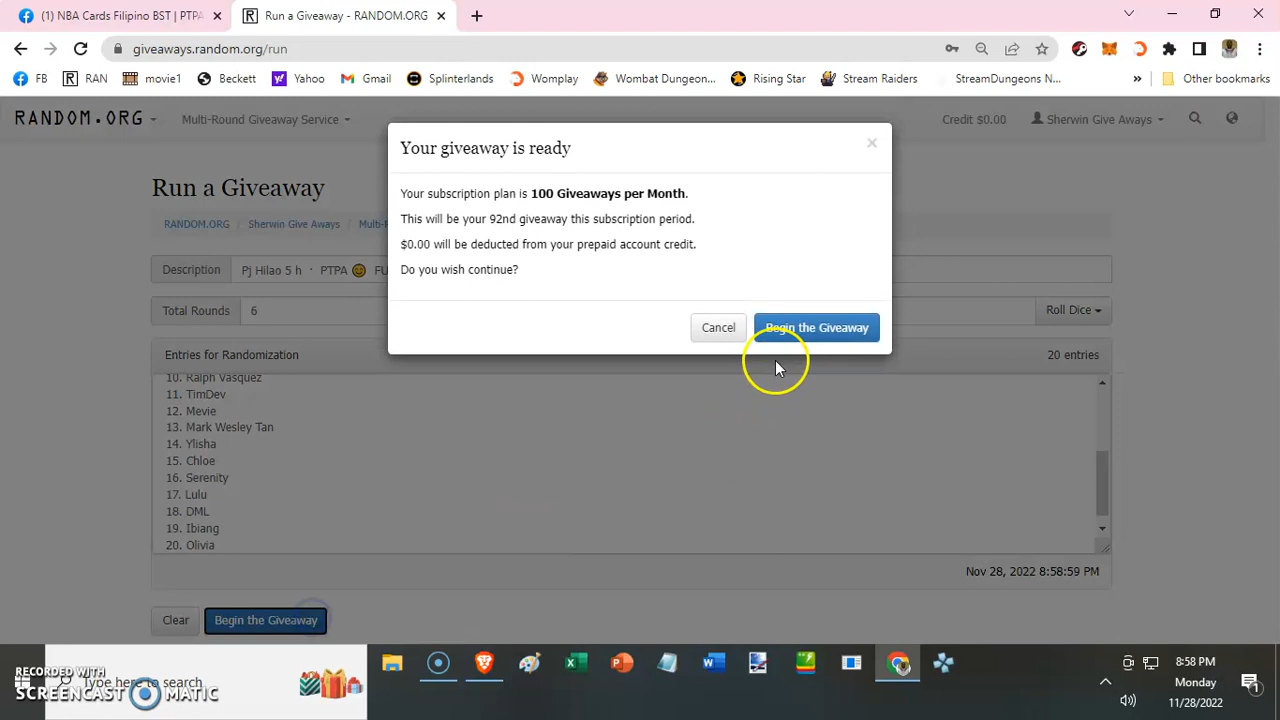 (1) NBA Cards Filipino BST | PTPA
Run a Giveaway - RANDOM.ORG
giveaways.random.org/run
FB RAN movie1 Beckett Yahoo Gmail Splinterlands Womplay Wombat Dungeon... Rising Star Stream Raiders StreamDungeons N... » Other bookmarks
RANDOM.ORG Multi-Round Giveaway Service Credit $0.00 Sherwin Give Aways
Your giveaway is ready ×
Your subscription plan is 100 Giveaways per Month.
This will be your 92nd giveaway this subscription period.
$0.00 will be deducted from your prepaid account credit.
Do you wish continue?
Cancel Begin the Giveaway
Run a Giveaway
RANDOM.ORG Sherwin Give Aways Multi-
Description Pj Hilao 5 h · PTPA 😊 FU
Total Rounds 6 Roll Dice
Entries for Randomization 20 entries
10. Ralph Vasquez
11. TimDev
12. Mevie
13. Mark Wesley Tan
14. Ylisha
15. Chloe
16. Serenity
17. Lulu
18. DML
19. Ibiang
20. Olivia
Nov 28, 2022 8:58:59 PM
Clear Begin the Giveaway
RECORDED WITH
SCREENCAST MATIC
Type here to search
8:58 PM
Monday
11/28/2022
1